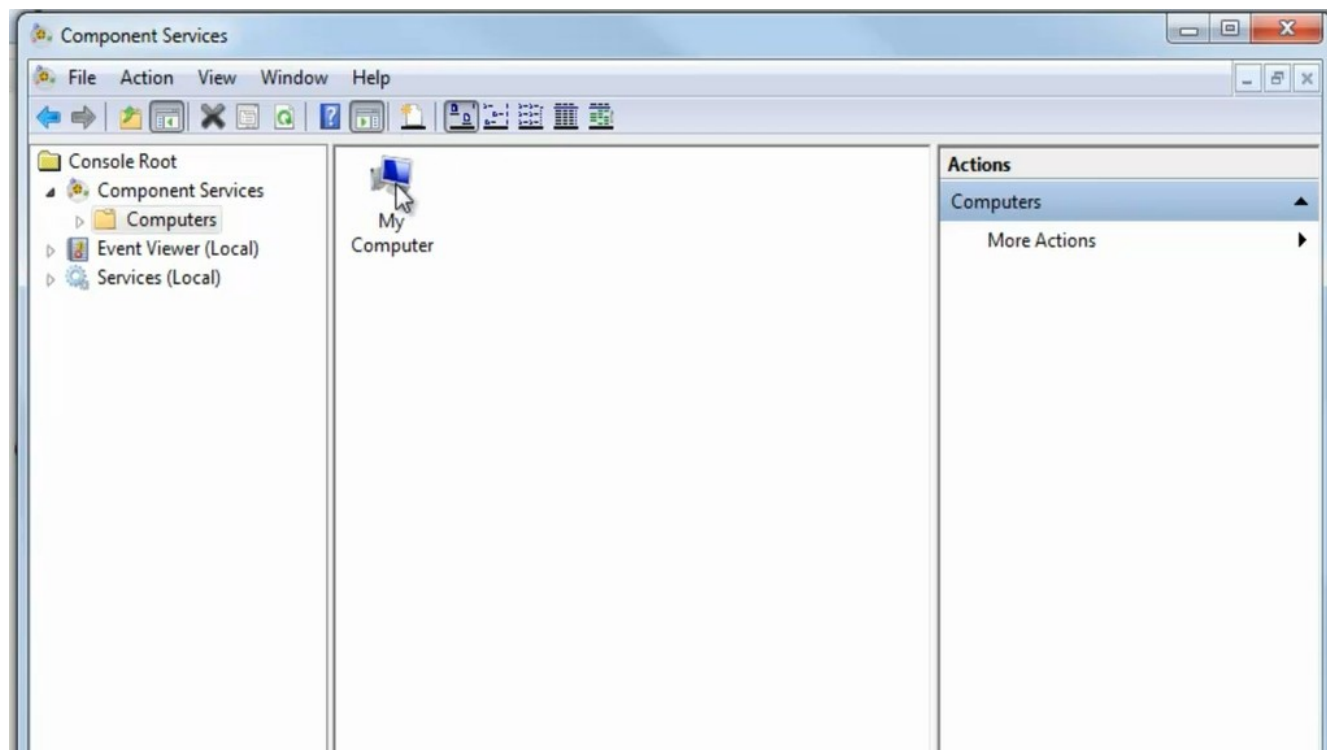 Component Services
File Action View Window Help
Console Root
Component Services
Computers
Event Viewer (Local)
Services (Local)
My
Computer
Actions
Computers
More Actions